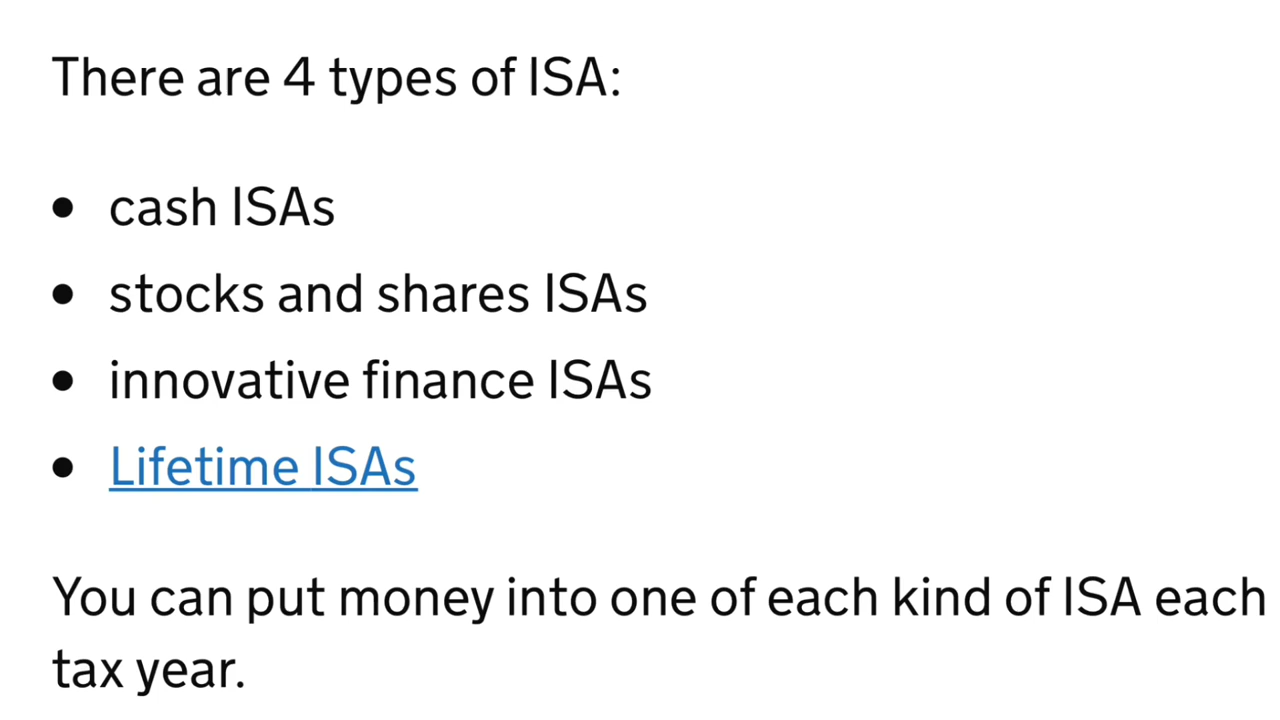 There are 4 types of ISA:
• cash ISAs
• stocks and shares ISAs
• innovative finance ISAs
• Lifetime ISAs
You can put money into one of each kind of ISA each
tax year.